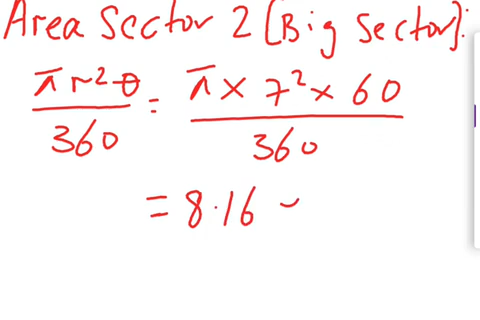 Area Sector 2 [Big Sector]:
πr²θ/360 = π × 7² × 60/360
= 8.16